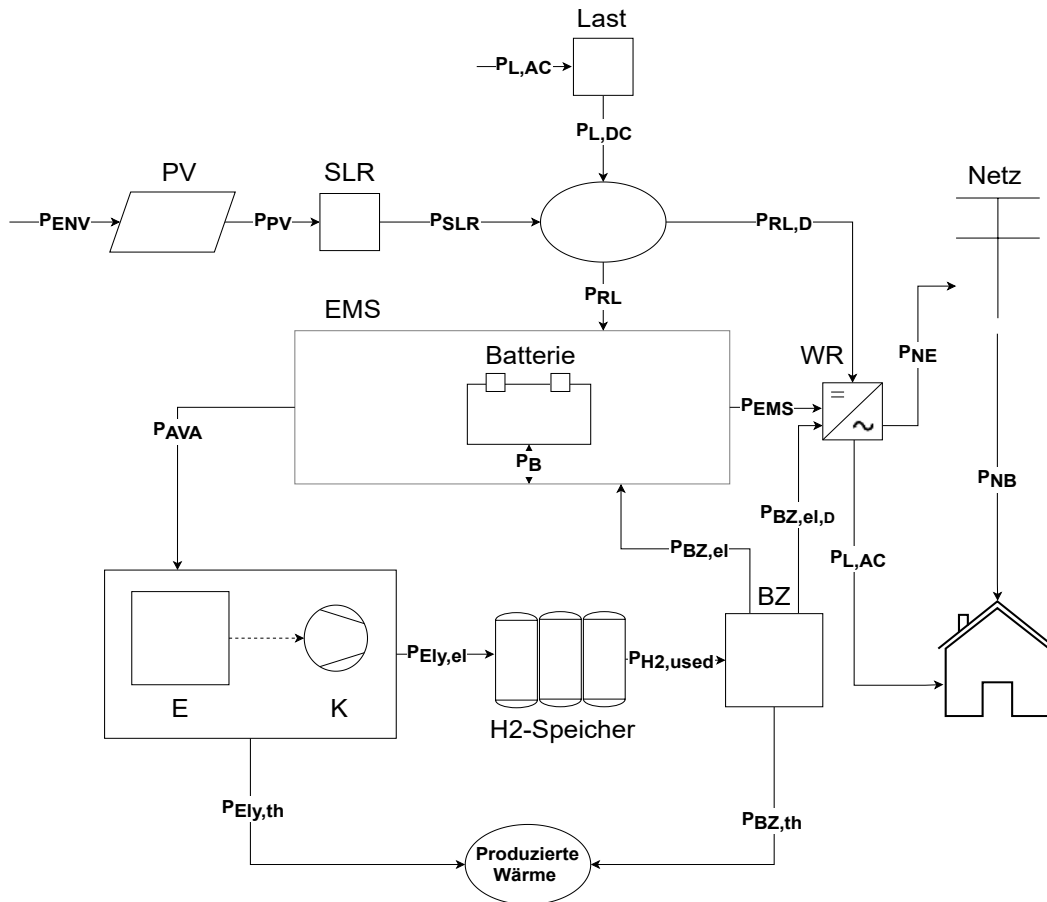 Last
PL,AC
PL,DC
PV
SLR
Netz
PENV
PPV
PSLR
PRL,D
PRL
EMS
Batterie
WR
=
~
PNE
PAVA
PEMS
PB
PNB
PBZ,el,D
PBZ,el
PL,AC
BZ
PEly,el
PH2,used
E
K
H2-Speicher
PEly,th
PBZ,th
Produzierte
Wärme